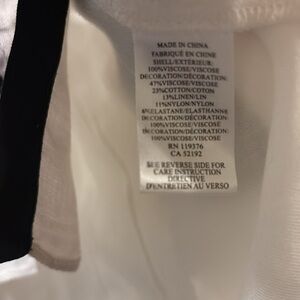 MADE IN CHINA
FABRIQUÉ EN CHINE
SHELL/EXTÉRIEUR:
100%VISCOSE/VISCOSE
DECORATION/DÉCORATION:
47%VISCOSE/VISCOSE
23%COTTON/COTON
13%LINEN/LIN
11%NYLON/NYLON
6%ELASTANE/ÉLASTHANNE
DECORATION/DÉCORATION:
100%VISCOSE/VISCOSE
DECORATION/DÉCORATION:
100%VISCOSE/VISCOSE
RN 119376
CA 52192
SEE REVERSE SIDE FOR
CARE INSTRUCTION
DIRECTIVE
D'ENTRETIEN AU VERSO